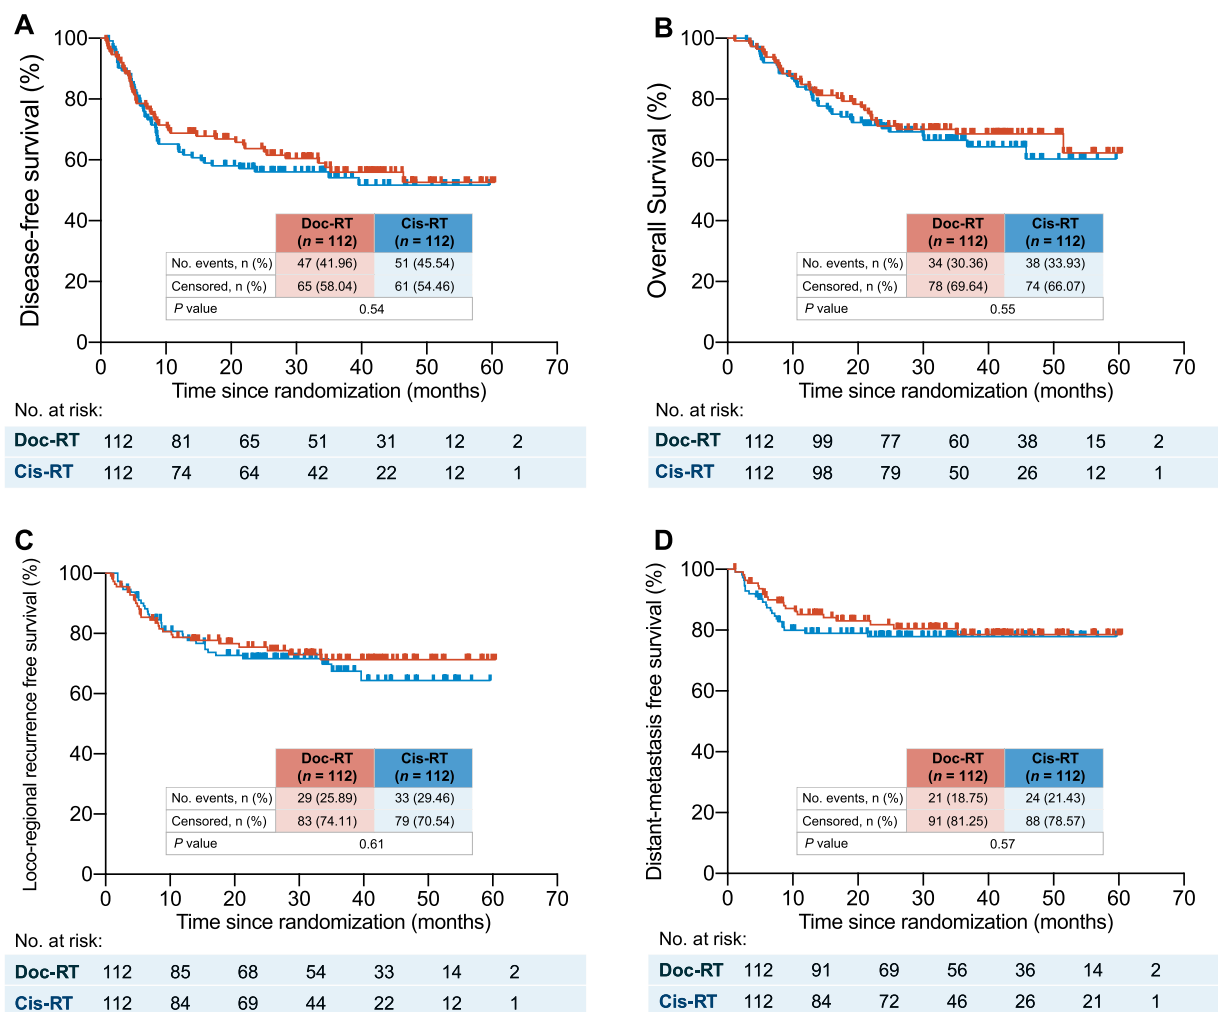 A
Disease-free survival (%)
100
80
60
40
20
0
0 10 20 30 40 50 60 70
Time since randomization (months)
Doc-RT (n = 112) Cis-RT (n = 112)
No. events, n (%) 47 (41.96) 51 (45.54)
Censored, n (%) 65 (58.04) 61 (54.46)
P value 0.54
No. at risk:
Doc-RT 112 81 65 51 31 12 2
Cis-RT 112 74 64 42 22 12 1
B
Overall Survival (%)
100
80
60
40
20
0
0 10 20 30 40 50 60 70
Time since randomization (months)
Doc-RT (n = 112) Cis-RT (n = 112)
No. events, n (%) 34 (30.36) 38 (33.93)
Censored, n (%) 78 (69.64) 74 (66.07)
P value 0.55
No. at risk:
Doc-RT 112 99 77 60 38 15 2
Cis-RT 112 98 79 50 26 12 1
C
Loco-regional recurrence free survival (%)
100
80
60
40
20
0
0 10 20 30 40 50 60 70
Time since randomization (months)
Doc-RT (n = 112) Cis-RT (n = 112)
No. events, n (%) 29 (25.89) 33 (29.46)
Censored, n (%) 83 (74.11) 79 (70.54)
P value 0.61
No. at risk:
Doc-RT 112 85 68 54 33 14 2
Cis-RT 112 84 69 44 22 12 1
D
Distant-metastasis free survival (%)
100
80
60
40
20
0
0 10 20 30 40 50 60 70
Time since randomization (months)
Doc-RT (n = 112) Cis-RT (n = 112)
No. events, n (%) 21 (18.75) 24 (21.43)
Censored, n (%) 91 (81.25) 88 (78.57)
P value 0.57
No. at risk:
Doc-RT 112 91 69 56 36 14 2
Cis-RT 112 84 72 46 26 21 1